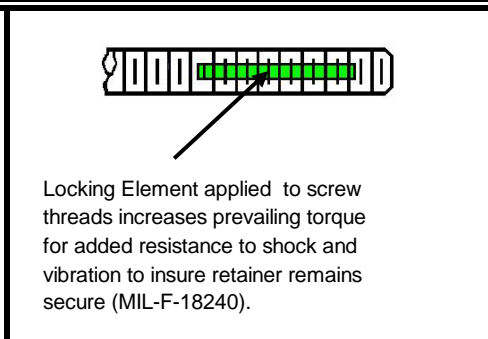 Locking Element applied to screw
threads increases prevailing torque
for added resistance to shock and
vibration to insure retainer remains
secure (MIL-F-18240).